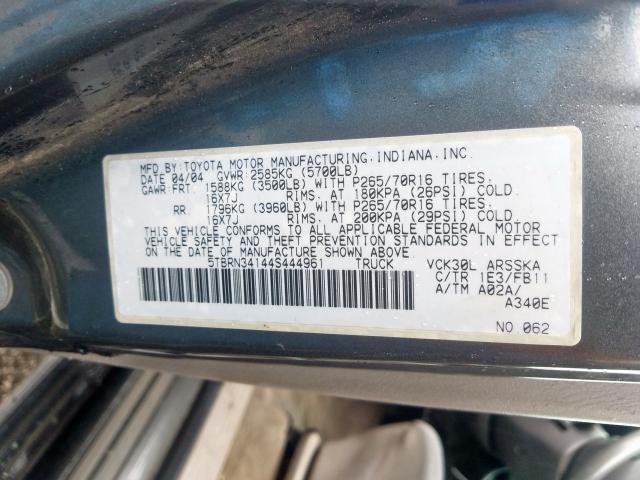 MFD BY: TOYOTA MOTOR MANUFACTURING, INDIANA, INC.
DATE 04/04 GVWR 2585KG (5700LB)
GAWR: FRT. 1588KG (3500LB) WITH P265/70R16 TIRES.
16X7J RIMS. AT 180KPA (26PSI) COLD.
RR. 1796KG (3960LB) WITH P265/70R16 TIRES.
16X7J RIMS. AT 200KPA (29PSI) COLD.
THIS VEHICLE CONFORMS TO ALL APPLICABLE FEDERAL MOTOR
VEHICLE SAFETY AND THEFT PREVENTION STANDARDS IN EFFECT
ON THE DATE OF MANUFACTURE SHOWN ABOVE
5TBRN34144S444961 TRUCK VCK30L ARSSKA
C/TM 1E3/FB11
A/TM A02A/
A340E
NO 062